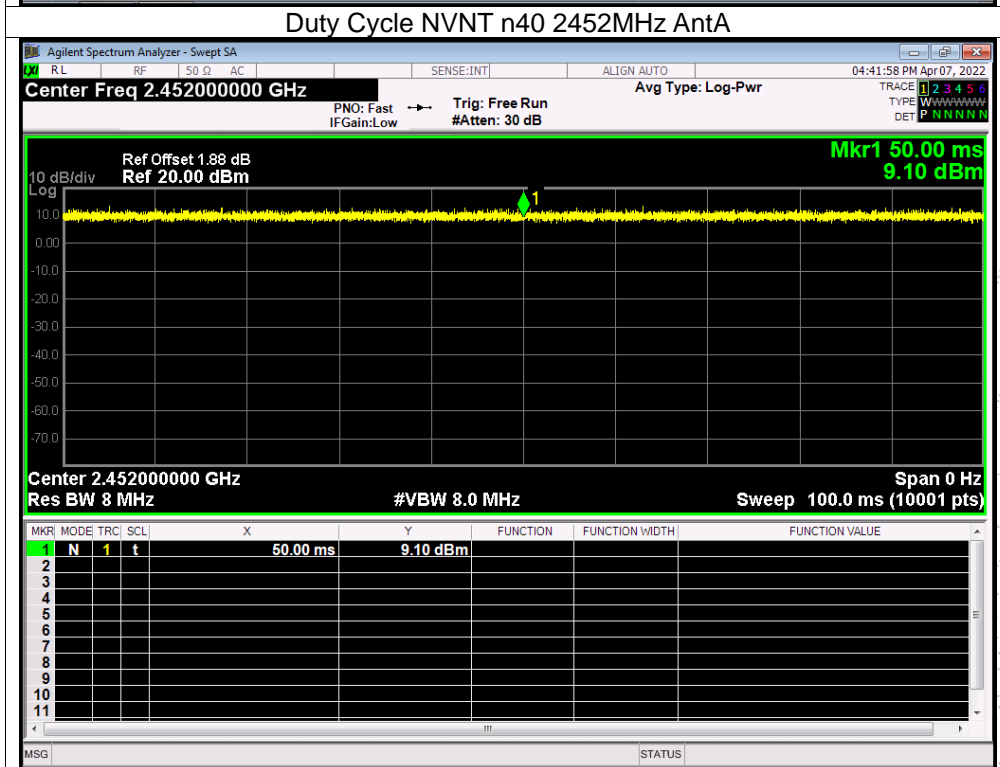 Duty Cycle NVNT n40 2452MHz AntA
Agilent Spectrum Analyzer - Swept SA
LXI RL RF 50 Ω AC SENSE:INT ALIGN AUTO 04:41:58 PM Apr 07, 2022
Center Freq 2.452000000 GHz Avg Type: Log-Pwr TRACE 1 2 3 4 5 6
PNO: Fast Trig: Free Run TYPE WWWWWW
IFGain:Low #Atten: 30 dB DET P N N N N N
Mkr1 50.00 ms
Ref Offset 1.88 dB
10 dB/div Ref 20.00 dBm 9.10 dBm
Log
1
10.0
0.00
-10.0
-20.0
-30.0
-40.0
-50.0
-60.0
-70.0
Center 2.452000000 GHz Span 0 Hz
Res BW 8 MHz #VBW 8.0 MHz Sweep 100.0 ms (10001 pts)
MKR MODE TRC SCL X Y FUNCTION FUNCTION WIDTH FUNCTION VALUE
1 N 1 t 50.00 ms 9.10 dBm
2
3
4
5
6
7
8
9
10
11
MSG STATUS